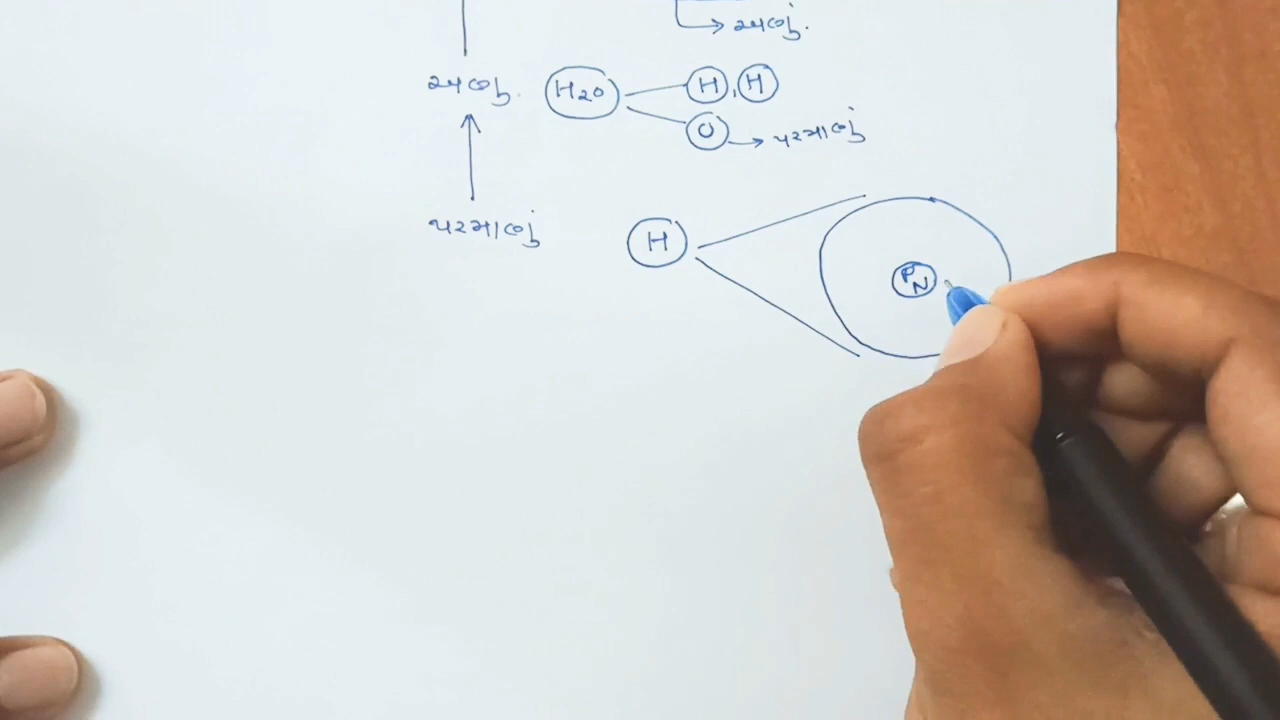 → અણું.
અણું. H₂O H, H
O → પરમાણું
પરમાણું H
P
N